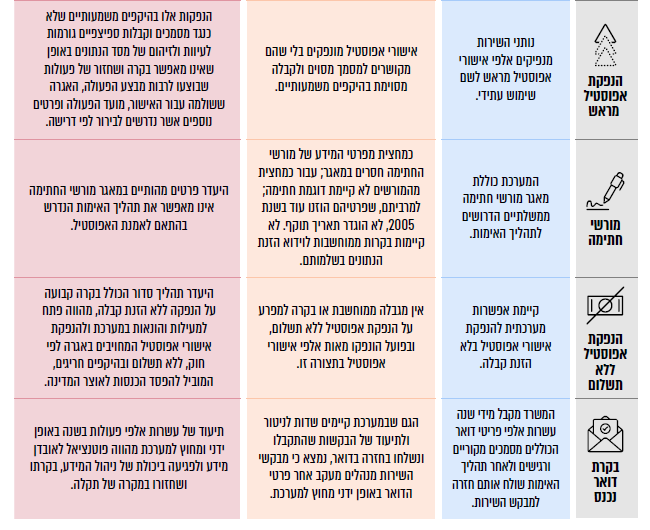 הנפקת
אפוסטיל
מראש
נותני השירות
מנפיקים אלפי אישורי
אפוסטיל מראש לשם
שימוש עתידי.
אישורי אפוסטיל מונפקים בלי שהם
מקושרים למסמך מסוים ולקבלה
מסוימת בהיקפים משמעותיים.
הנפקות אלו בהיקפים משמעותיים שלא
כנגד מסמכים וקבלות ספיציפיים גורמות
לעיוות ולזיהום של מסד הנתונים באופן
שאינו מאפשר בקרה ושחזור של פעולות
שבוצעו לרבות מבצע הפעולה, האגרה
ששולמה עבור האישור, מועד הפעולה ופרטים
נוספים אשר נדרשים לבירור לפי דרישה.
מורשי
חתימה
המערכת כוללת
מאגר מורשי חתימה
ממשלתיים הדרושים
לתהליך האימות.
כמחצית מפרטי המידע של מורשי
החתימה חסרים במאגר; עבור כמחצית
מהמורשים לא קיימת דוגמת חתימה;
למרביתם, שפרטיהם הוזנו עוד בשנת
2005, לא הוגדר תאריך תוקף. לא
קיימות בקרות ממוחשבות לוידוא הזנת
הנתונים בשלמותם.
היעדר פרטים מהותיים במאגר מורשי החתימה
אינו מאפשר את תהליך האימות הנדרש
בהתאם לאמנת האפוסטיל.
הנפקת
אפוסטיל
ללא
תשלום
קיימת אפשרות
מערכתית להנפקת
אישורי אפוסטיל בלא
הזנת קבלה.
אין מגבלה ממוחשבת או בקרה למפרע
על הנפקת אפוסטיל ללא תשלום,
ובפועל הונפקו מאות אלפי אישורי
אפוסטיל בתצורה זו.
היעדר תהליך סדור הכולל בקרה קבועה
על הנפקה ללא הזנת קבלה, מהווה פתח
למעילות והונאות במערכת ולהנפקת
אישורי אפוסטיל המחויבים באגרה לפי
חוק, ללא תשלום ובהיקפים חריגים,
המוביל להפסד הכנסות לאוצר המדינה.
בקרת
דואר
נכנס
המשרד מקבל מידי שנה
עשרות אלפי פריטי דואר
הכוללים מסמכים מקוריים
ורגישים ולאחר תהליך
האימות שולח אותם חזרה
למבקש השירות.
הגם שבמערכת קיימים שדות לניטור
ולתיעוד של הבקשות שהתקבלו
ונשלחו בחזרה בדואר, נמצא כי מבקשי
השירות מנהלים מעקב אחר פרטי
הדואר באופן ידני מחוץ למערכת.
תיעוד של עשרות אלפי פעולות בשנה באופן
ידני ומחוץ למערכת מהווה פוטנציאל לאובדן
מידע ולפגיעה ביכולת של ניהול המידע, בקרתו
ושחזורו במקרה של תקלה.